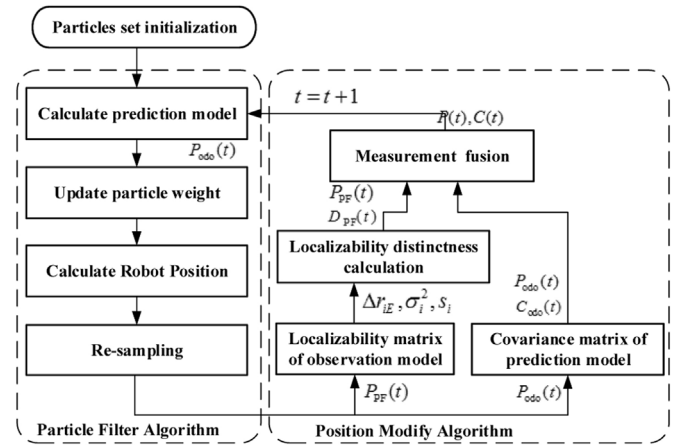 Particles set initialization
Calculate prediction model
P_odo(t)
Update particle weight
Calculate Robot Position
Re-sampling
Particle Filter Algorithm
t = t+1
P(t), C(t)
Measurement fusion
P_PF(t)
D_PF(t)
Localizability distinctness
calculation
Δr_iE, σ_i^2, s_i
Localizability matrix
of observation model
P_PF(t)
P_odo(t)
C_odo(t)
Covariance matrix of
prediction model
P_odo(t)
Position Modify Algorithm